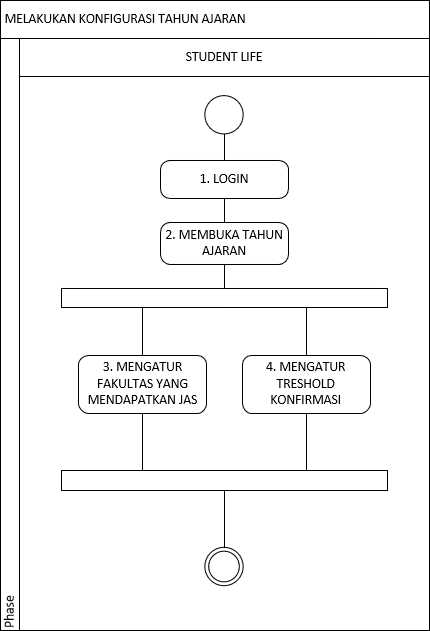 MELAKUKAN KONFIGURASI TAHUN AJARAN
STUDENT LIFE
1. LOGIN
2. MEMBUKA TAHUN
AJARAN
3. MENGATUR
FAKULTAS YANG
MENDAPATKAN JAS
4. MENGATUR
TRESHOLD
KONFIRMASI
Phase